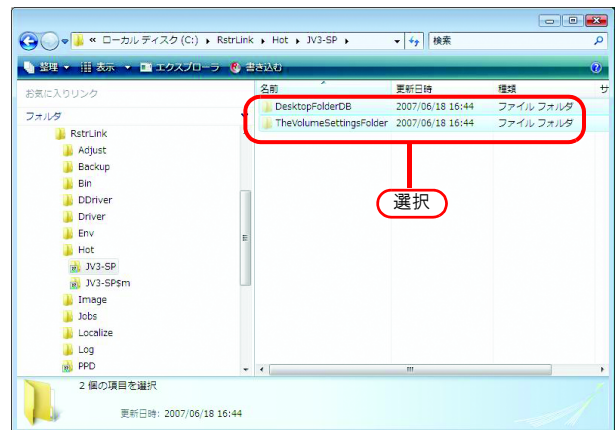 « ローカル ディスク (C:) ▸ RstrLink ▸ Hot ▸ JV3-SP ▸ 検索
整理 表示 エクスプローラ 書き込む
お気に入りリンク
フォルダ
RstrLink
Adjust
Backup
Bin
DDriver
Driver
Env
Hot
JV3-SP
JV3-SP$m
Image
Jobs
Localize
Log
PPD
名前 更新日時 種類 サ
DesktopFolderDB 2007/06/18 16:44 ファイル フォルダ
TheVolumeSettingsFolder 2007/06/18 16:44 ファイル フォルダ
選択
2 個の項目を選択
更新日時: 2007/06/18 16:44